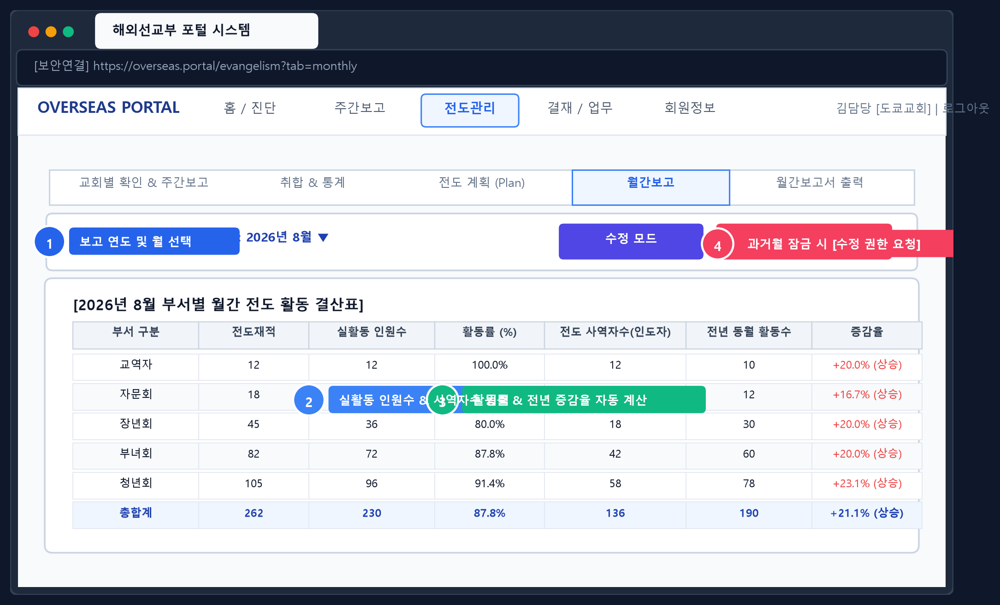 해외선교부 포털 시스템
[보안연결] https://overseas.portal/evangelism?tab=monthly
OVERSEAS PORTAL 홈 / 진단 주간보고 전도관리 결재 / 업무 회원정보 김담당 [도쿄교회] | 로그아웃
교회별 확인 & 주간보고 취합 & 통계 전도 계획 (Plan) 월간보고 월간보고서 출력
1 보고 연도 및 월 선택 : 2026년 8월 ▼ 수정 모드 4 과거월 잠금 시 [수정 권한 요청]
[2026년 8월 부서별 월간 전도 활동 결산표]
부서 구분 전도재적 실활동 인원수 활동률 (%) 전도 사역자수(인도자) 전년 동월 활동수 증감율
교역자 12 12 100.0% 12 10 +20.0% (상승)
자문회 18 12 +16.7% (상승)
2 실활동 인원수 & 사역자수 3 활동률 & 전년 증감율 자동 계산
장년회 45 36 80.0% 18 30 +20.0% (상승)
부녀회 82 72 87.8% 42 60 +20.0% (상승)
청년회 105 96 91.4% 58 78 +23.1% (상승)
총합계 262 230 87.8% 136 190 +21.1% (상승)